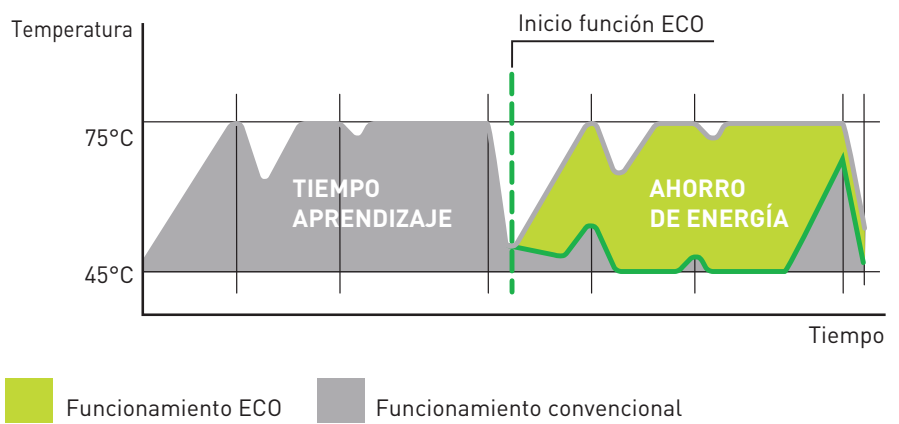 Inicio función ECO
Temperatura
75°C
TIEMPO
APRENDIZAJE
AHORRO
DE ENERGÍA
45°C
Tiempo
Funcionamiento ECO
Funcionamiento convencional